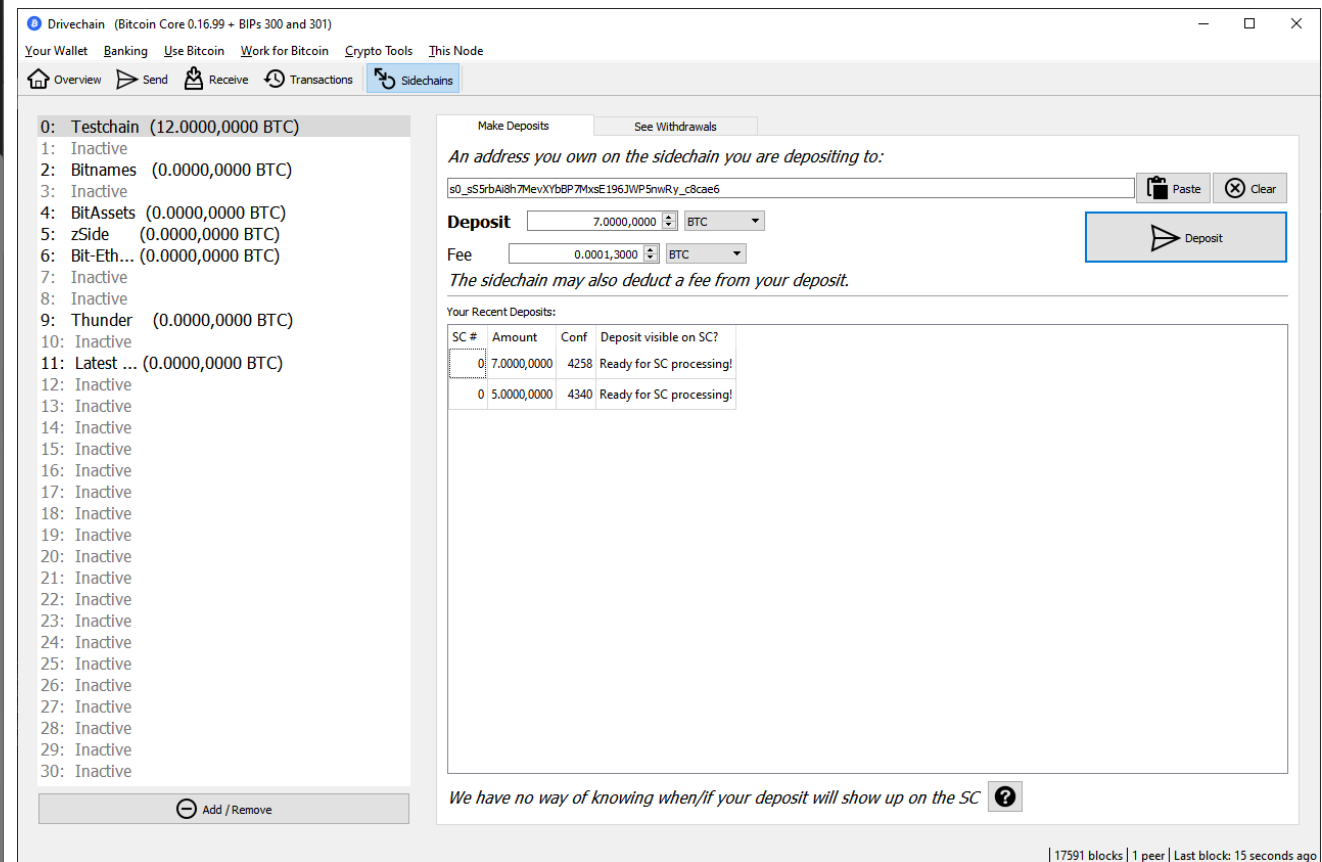 Drivechain (Bitcoin Core 0.16.99 + BIPs 300 and 301)
Your Wallet Banking Use Bitcoin Work for Bitcoin Crypto Tools This Node
Overview Send Receive Transactions Sidechains
0: Testchain (12.0000,0000 BTC)
1: Inactive
2: Bitnames (0.0000,0000 BTC)
3: Inactive
4: BitAssets (0.0000,0000 BTC)
5: zSide (0.0000,0000 BTC)
6: Bit-Eth... (0.0000,0000 BTC)
7: Inactive
8: Inactive
9: Thunder (0.0000,0000 BTC)
10: Inactive
11: Latest ... (0.0000,0000 BTC)
12: Inactive
13: Inactive
14: Inactive
15: Inactive
16: Inactive
17: Inactive
18: Inactive
19: Inactive
20: Inactive
21: Inactive
22: Inactive
23: Inactive
24: Inactive
25: Inactive
26: Inactive
27: Inactive
28: Inactive
29: Inactive
30: Inactive
Add / Remove
Make Deposits See Withdrawals
An address you own on the sidechain you are depositing to:
s0_sS5rbAi8h7MevXYbBP7MxsE196JWP5nwRy_c8cae6 Paste Clear
Deposit 7.0000,0000 BTC Deposit
Fee 0.0001,3000 BTC
The sidechain may also deduct a fee from your deposit.
Your Recent Deposits:
SC # Amount Conf Deposit visible on SC?
0 7.0000,0000 4258 Ready for SC processing!
0 5.0000,0000 4340 Ready for SC processing!
We have no way of knowing when/if your deposit will show up on the SC ?
17591 blocks 1 peer Last block: 15 seconds ago